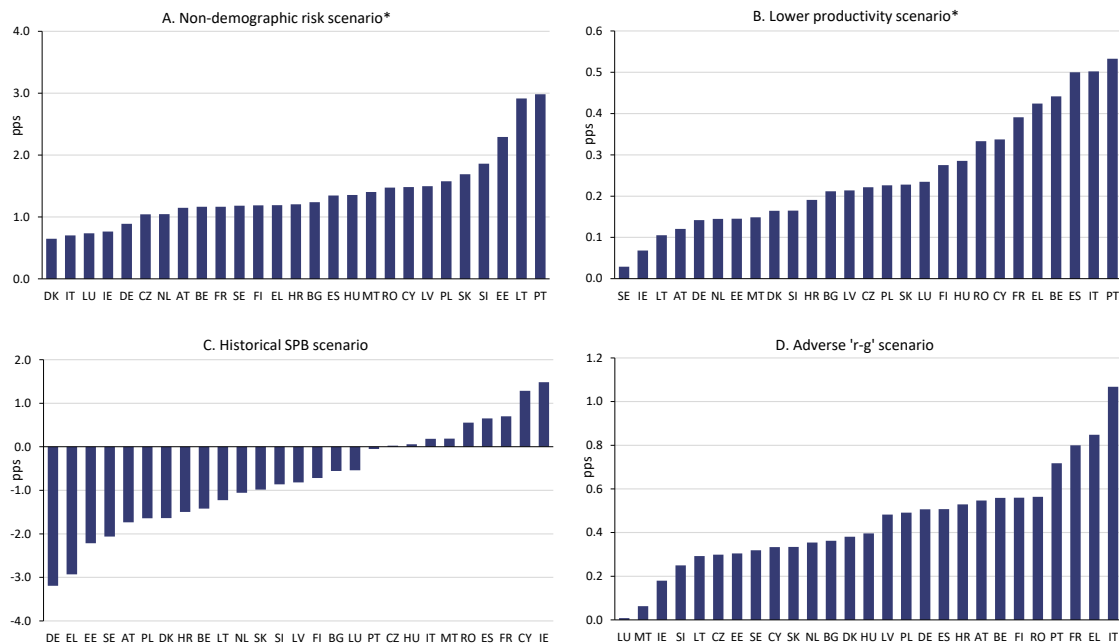 A. Non-demographic risk scenario*
4.0
3.0
2.0
1.0
0.0
pps
DK IT LU IE DE CZ NL AT BE FR SE FI EL HR BG ES HU MT RO CY LV PL SK SI EE LT PT
B. Lower productivity scenario*
0.6
0.5
0.4
0.3
0.2
0.1
0.0
pps
SE IE LT AT DE NL EE MT DK SI HR BG LV CZ PL SK LU FI HU RO CY FR EL BE ES IT PT
C. Historical SPB scenario
2.0
1.0
0.0
-1.0
-2.0
-3.0
-4.0
pps
DE EL EE SE AT PL DK HR BE LT NL SK SI LV FI BG LU PT CZ HU IT MT RO ES FR CY IE
D. Adverse 'r-g' scenario
1.2
1.0
0.8
0.6
0.4
0.2
0.0
pps
LU MT IE SI LT CZ EE SE CY SK NL BG DK HU LV PL DE ES HR AT BE FI RO PT FR EL IT